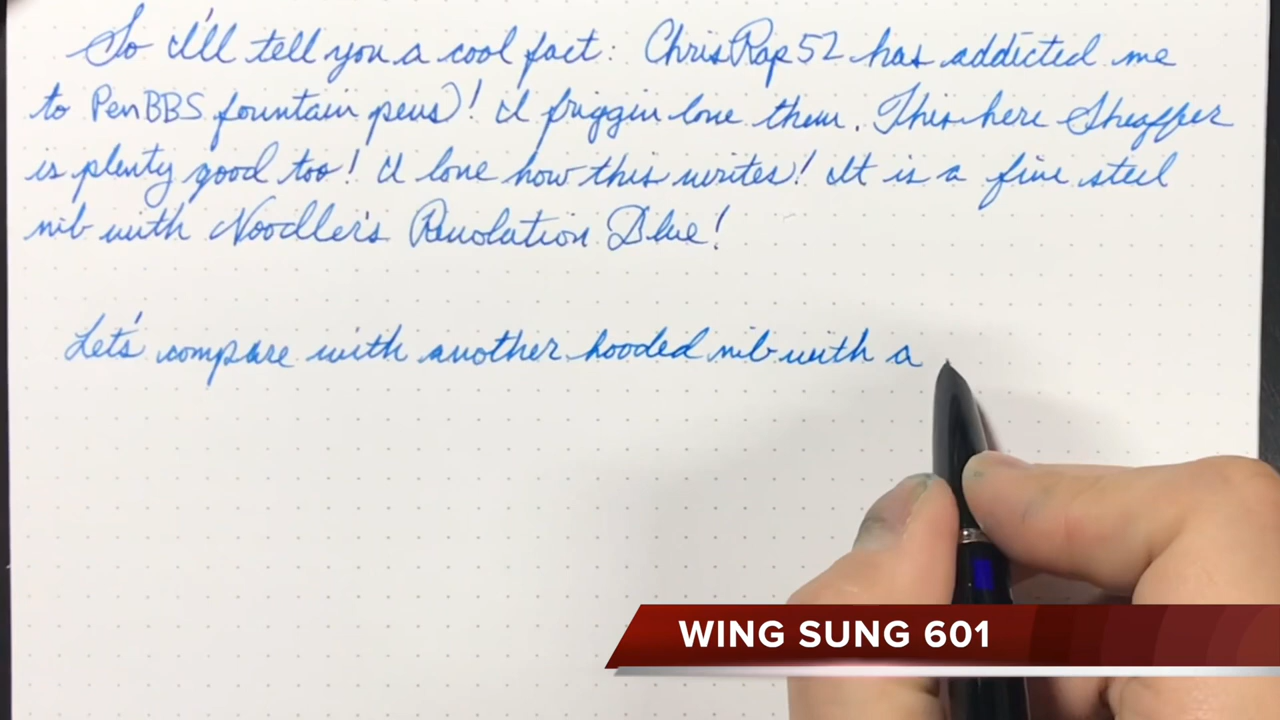 So I'll tell you a cool fact: ChrisRap52 has addicted me
to PenBBS fountain pens)! I friggin love them. This here Sheaffer
is plenty good too! I love how this writes! It is a fine steel
nib with Noodler's Revolution Blue!
Let's compare with another hooded nib with a
WING SUNG 601